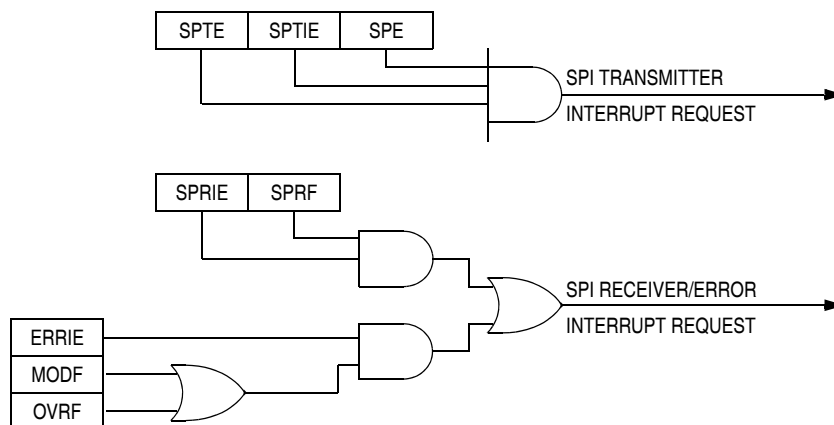 SPTE SPTIE SPE
SPI TRANSMITTER
INTERRUPT REQUEST
SPRIE SPRF
SPI RECEIVER/ERROR
INTERRUPT REQUEST
ERRIE
MODF
OVRF